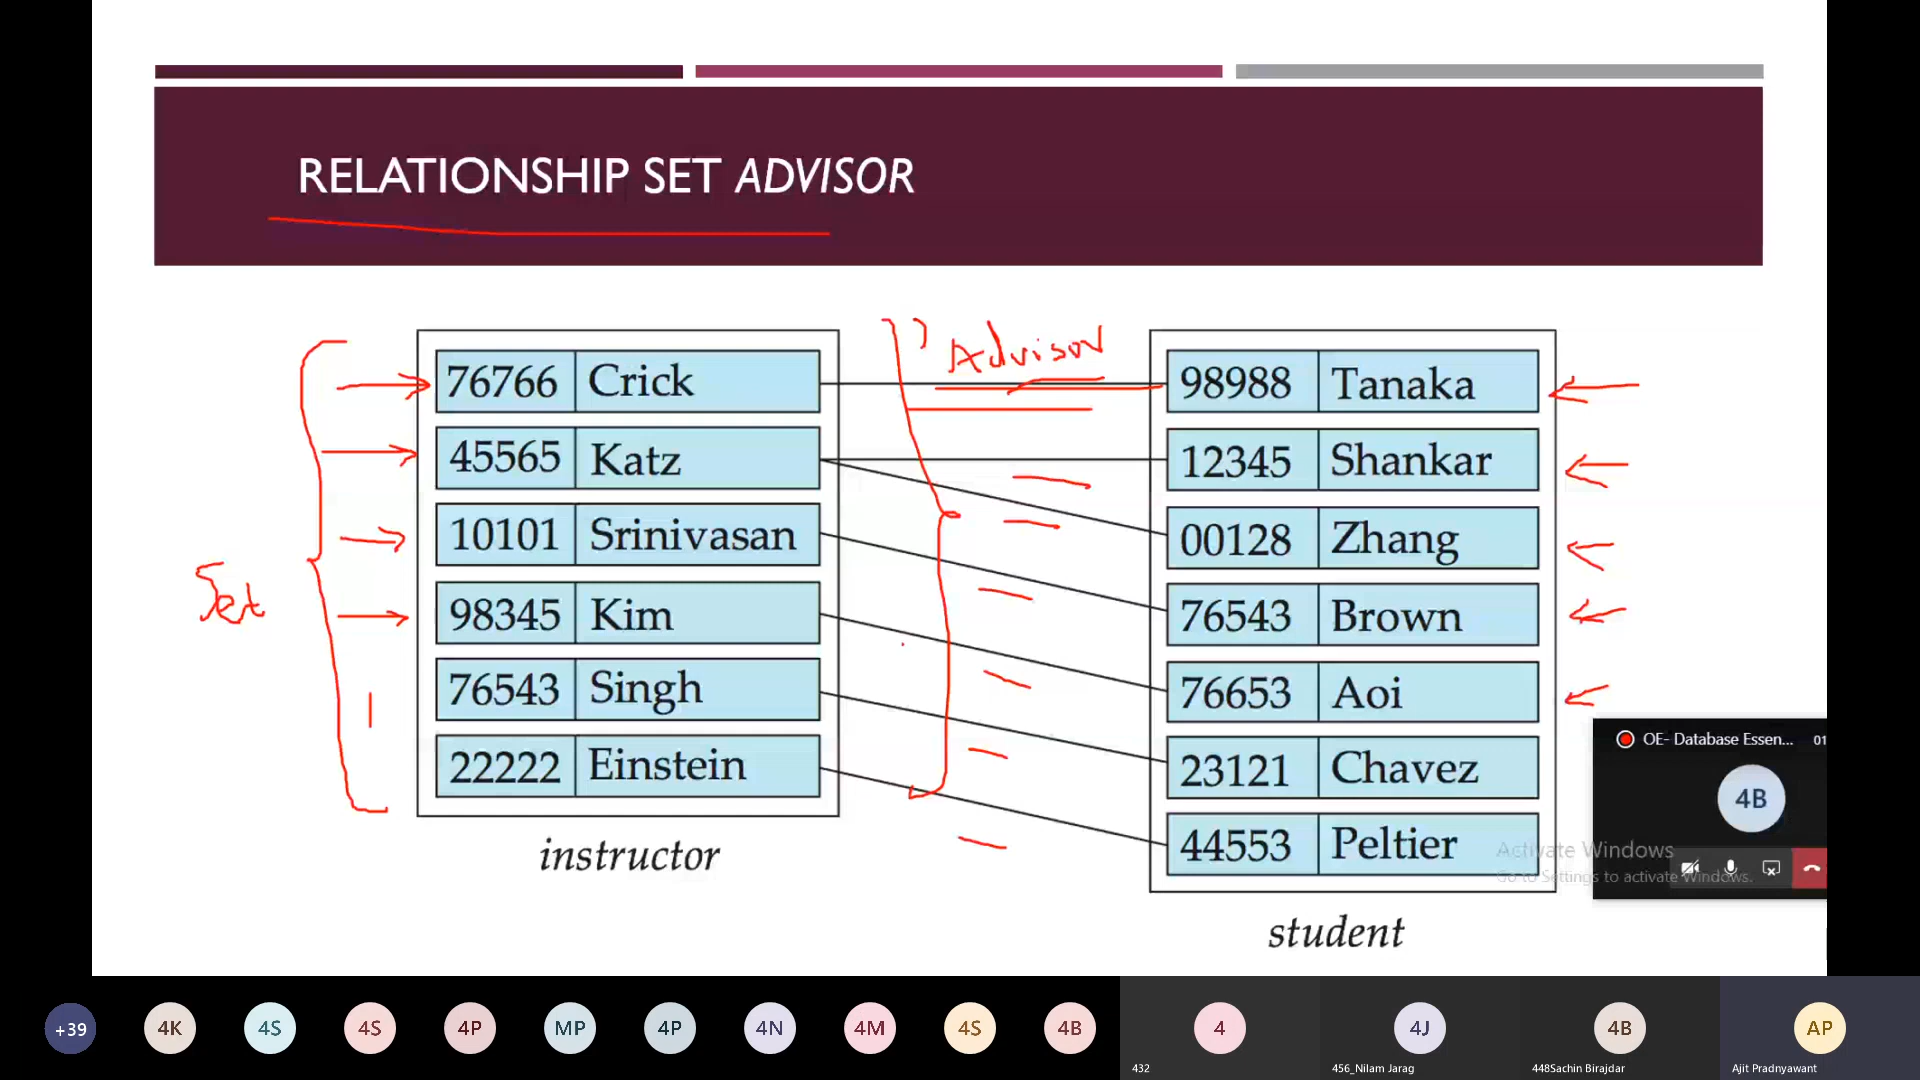 RELATIONSHIP SET ADVISOR
Advisor
76766 Crick
98988 Tanaka
45565 Katz
12345 Shankar
10101 Srinivasan
00128 Zhang
Set
98345 Kim
76543 Brown
76543 Singh
76653 Aoi
22222 Einstein
23121 Chavez
44553 Peltier
instructor
student
OE- Database Essen... 01
4B
Activate Windows
Go to Settings to activate Windows.
+39 4K 4S 4S 4P MP 4P 4N 4M 4S 4B 4 4J 4B AP
432 456_Nilam Jarag 448Sachin Birajdar Ajit Pradnyawant